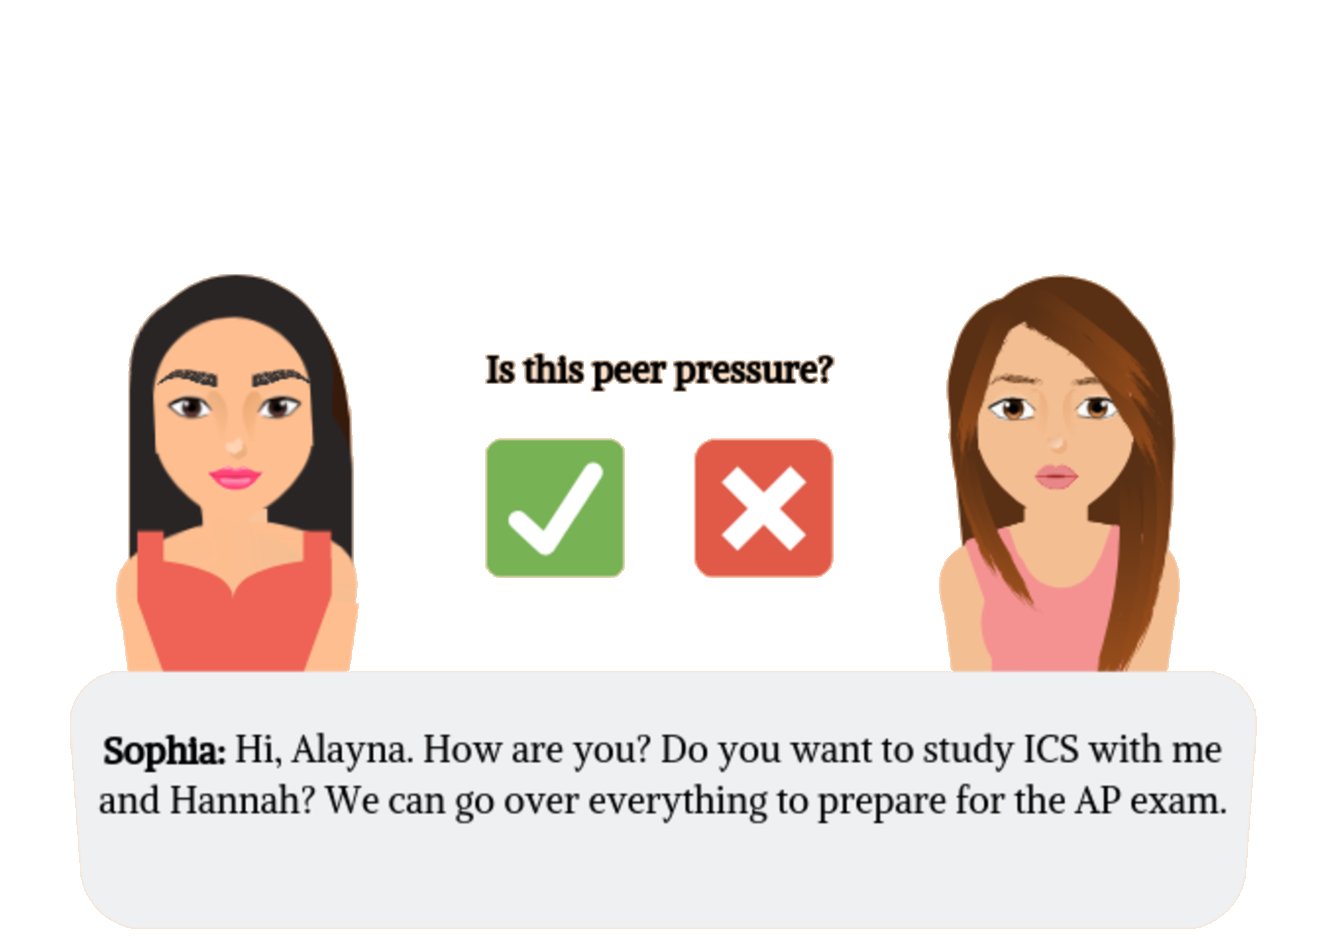 Is this peer pressure?
Sophia: Hi, Alayna. How are you? Do you want to study ICS with me
and Hannah? We can go over everything to prepare for the AP exam.